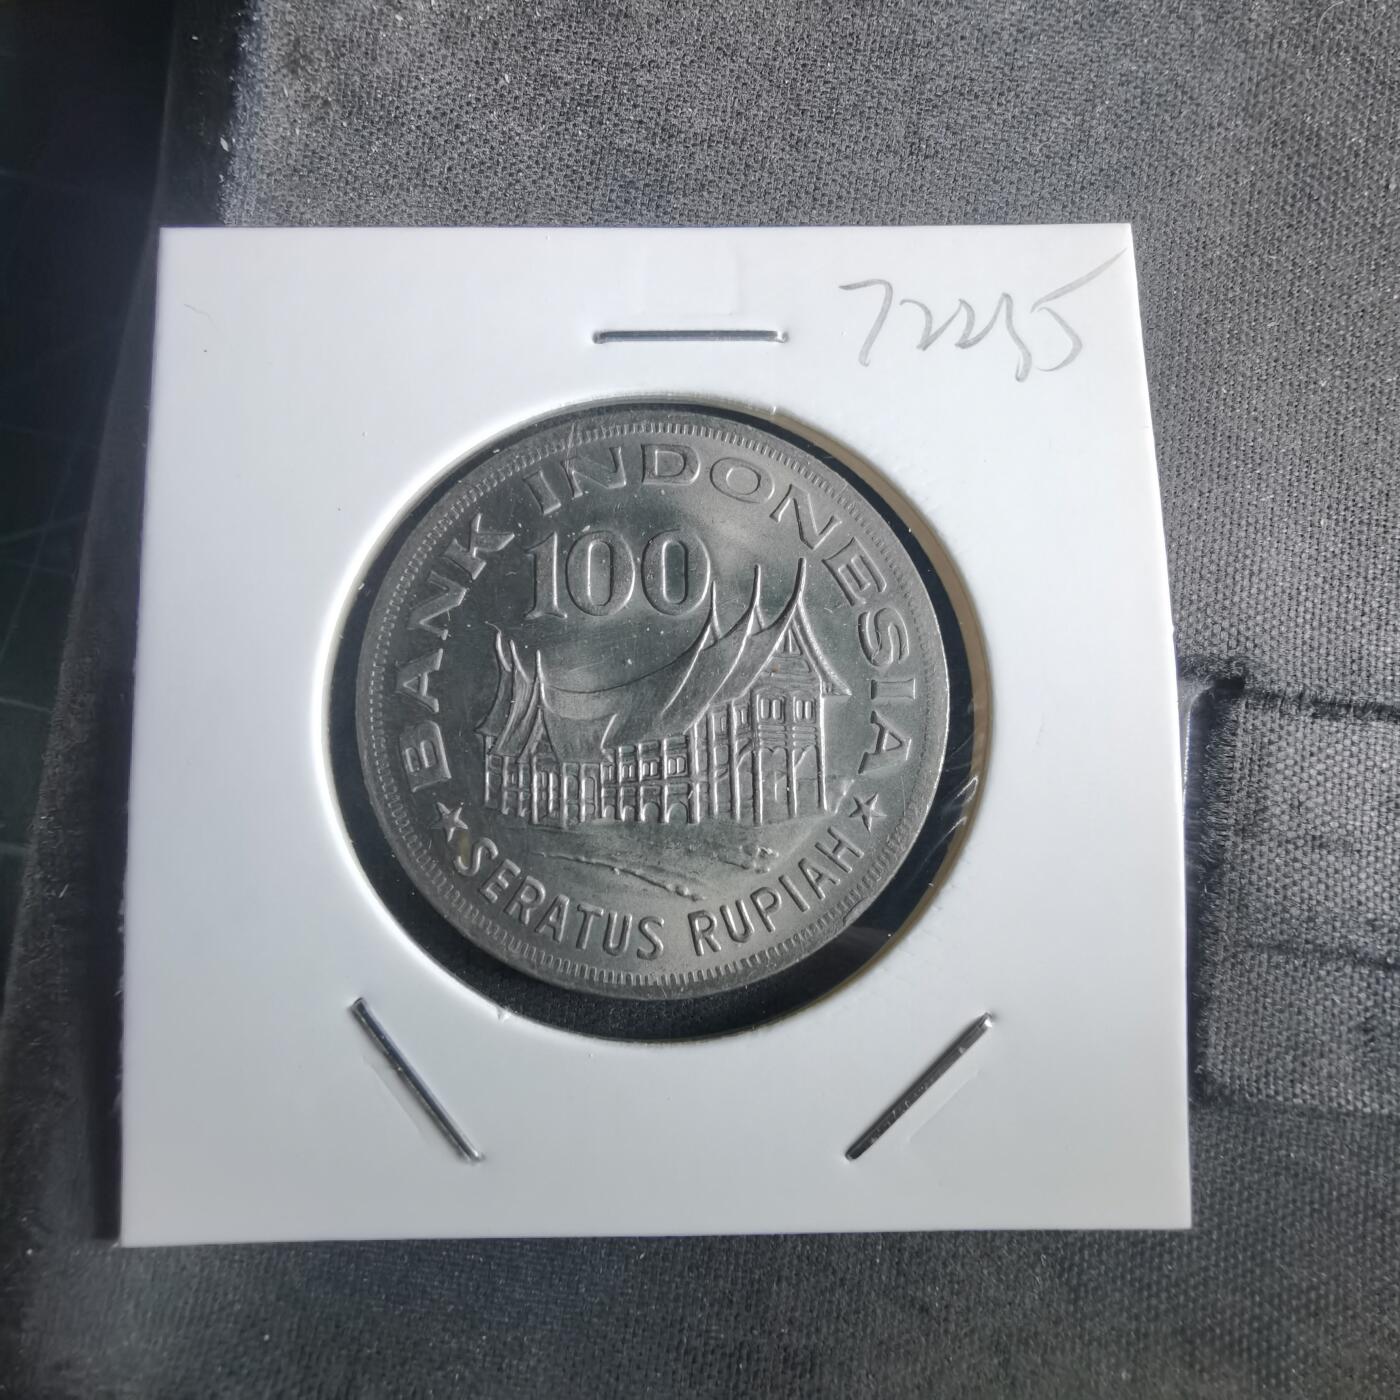 BANK INDONESIA
100
SERATUS RUPIAH